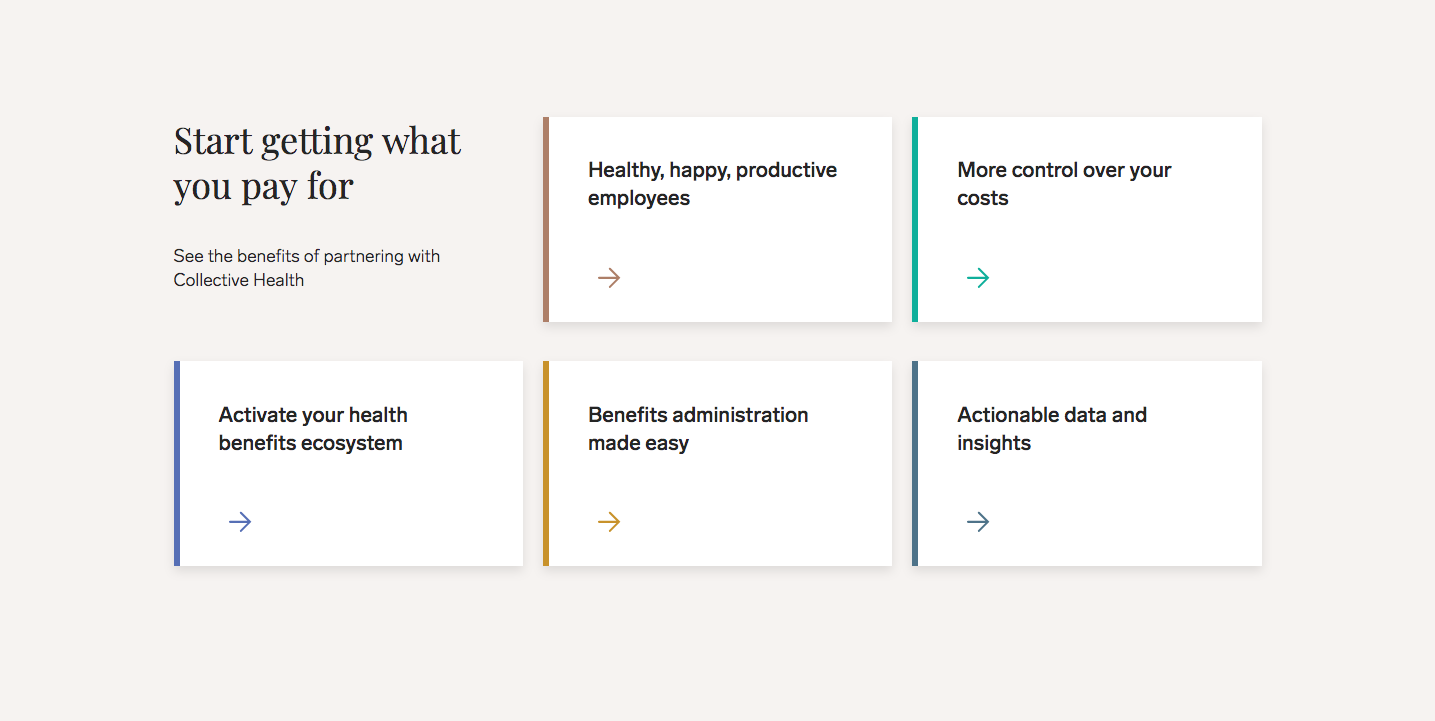 Start getting what
you pay for
See the benefits of partnering with
Collective Health
Healthy, happy, productive
employees
More control over your
costs
Activate your health
benefits ecosystem
Benefits administration
made easy
Actionable data and
insights